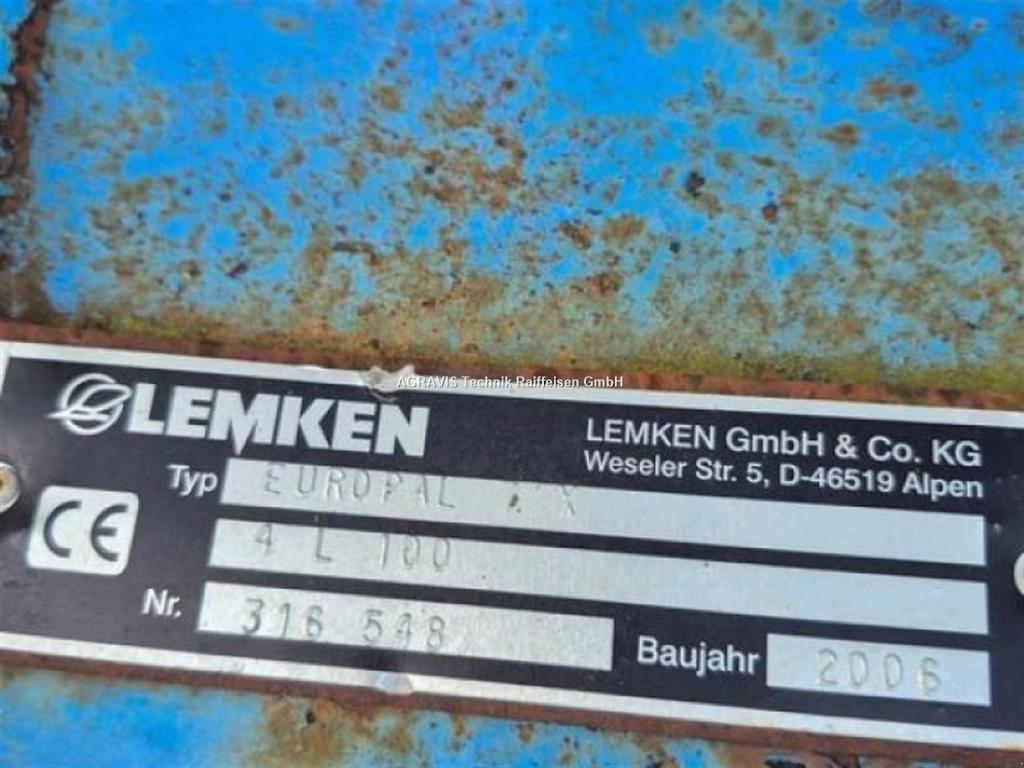 AGRAVIS Technik Raiffeisen GmbH
LEMKEN
LEMKEN GmbH & Co. KG
Weseler Str. 5, D-46519 Alpen
Typ EUROPAL X
4 L 100
CE
Nr. 316 548
Baujahr 2006